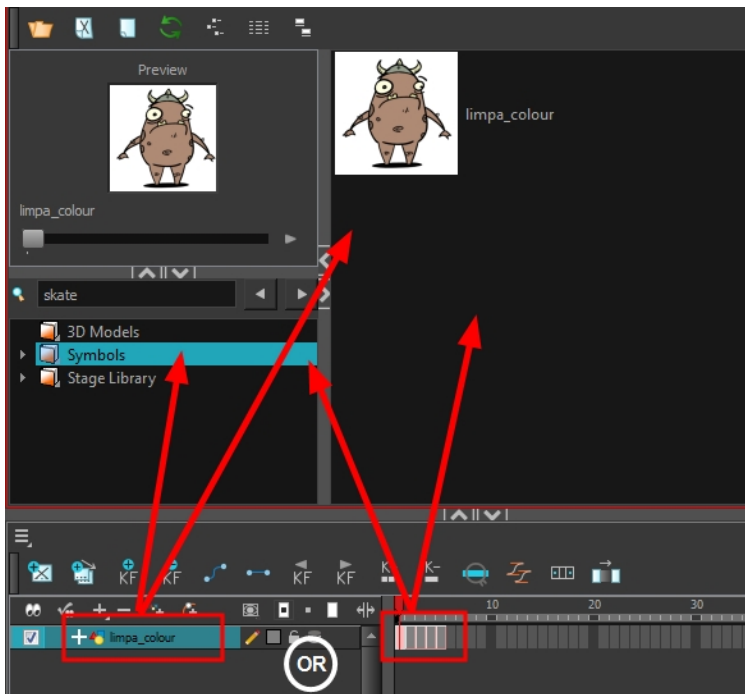 Preview
limpa_colour
limpa_colour
skate
3D Models
Symbols
Stage Library
KF KF KF KF K- K-
10 20 30
limpa_colour
OR